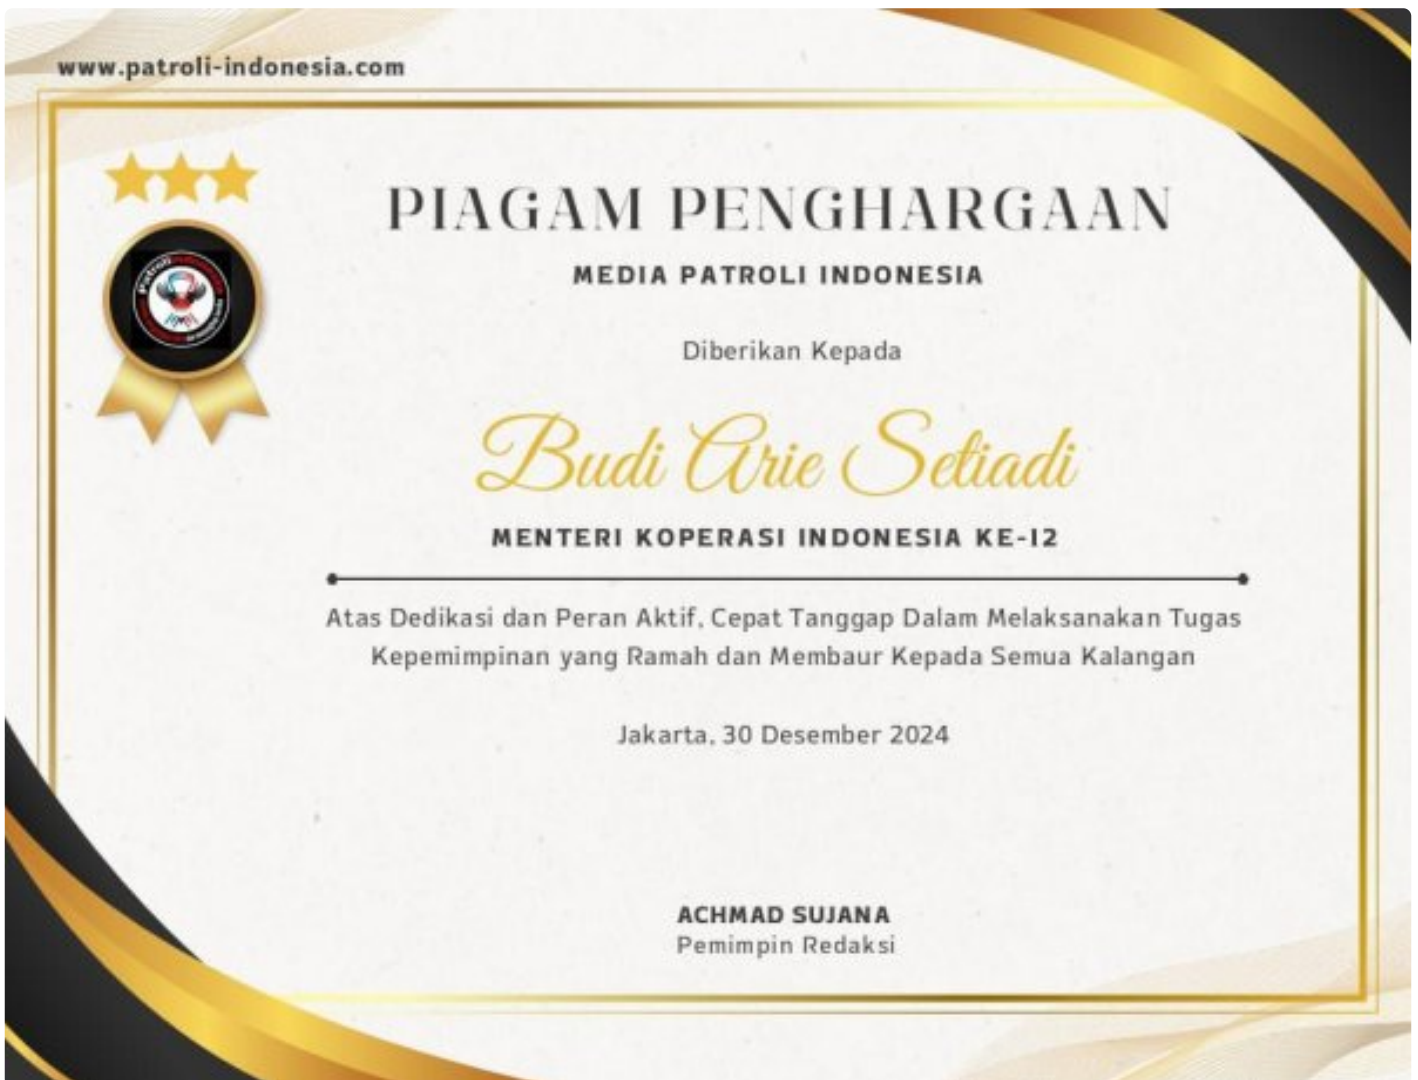 www.patroli-indonesia.com
PIAGAM PENGHARGAAN
MEDIA PATROLI INDONESIA
Diberikan Kepada
Budi Arie Setiadi
MENTERI KOPERASI INDONESIA KE-12
Atas Dedikasi dan Peran Aktif, Cepat Tanggap Dalam Melaksanakan Tugas
Kepemimpinan yang Ramah dan Membaur Kepada Semua Kalangan
Jakarta, 30 Desember 2024
ACHMAD SUJANA
Pemimpin Redaksi